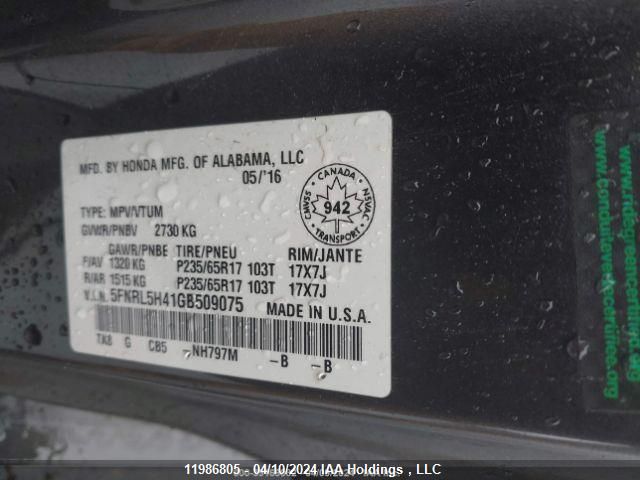 MFD. BY HONDA MFG. OF ALABAMA, LLC
05/'16
TYPE: MPV/VTUM
GVWR/PNBV 2730 KG
GAWR/PNBE TIRE/PNEU RIM/JANTE
F/AV 1320 KG P235/65R17 103T 17X7J
R/AR 1515 KG P235/65R17 103T 17X7J
V.I.N. 5FNRL5H41GB509075 MADE IN U.S.A.
TA8 G C85 NH797M -B -B
CANADA
CMVSS 942 NSVAC
TRANSPORT
11986805 - 04/10/2024 IAA Holdings , LLC